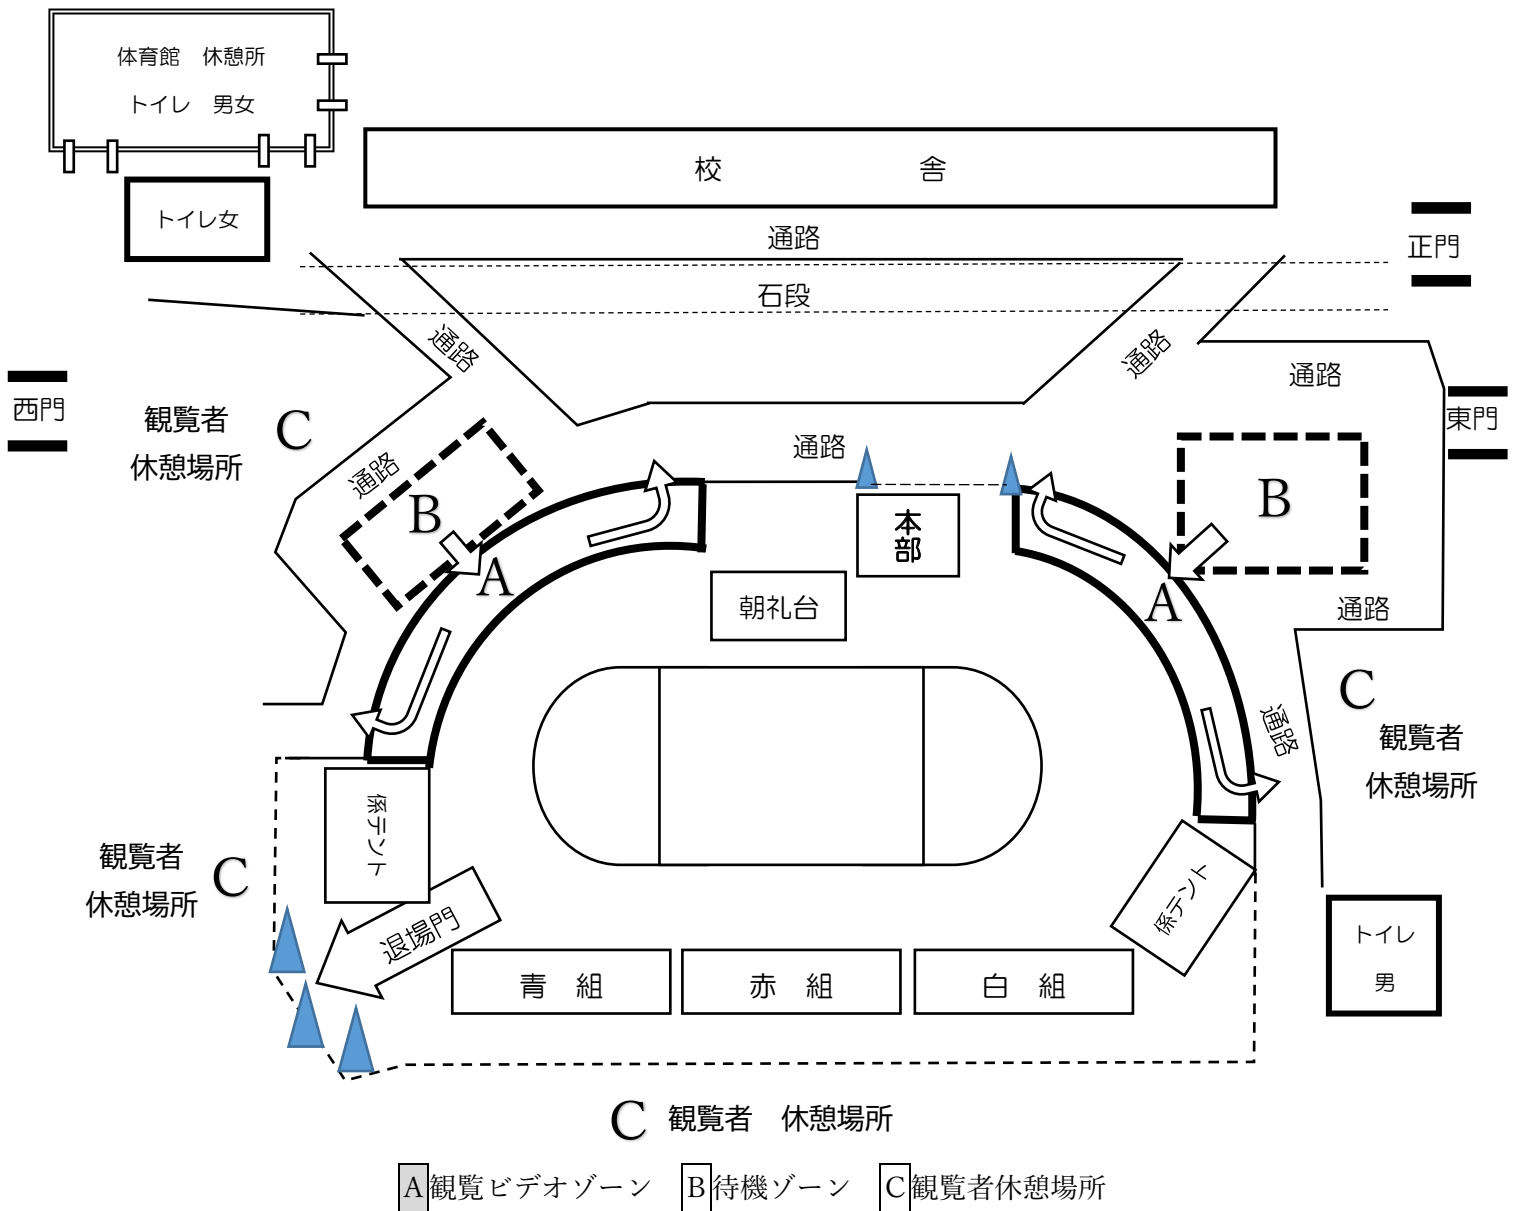 体育館　休憩所
トイレ　男女
トイレ女
校　　　舎
通路
正門
石段
通路
通路
通路
西門
観覧者
休憩場所
C
東門
通路
通路
B
B
本部
A
A
朝礼台
通路
C
観覧者
休憩場所
通路
係テント
観覧者
休憩場所
C
係テント
退場門
トイレ
男
青　組
赤　組
白　組
C 観覧者　休憩場所
A観覧ビデオゾーン　B待機ゾーン　C観覧者休憩場所